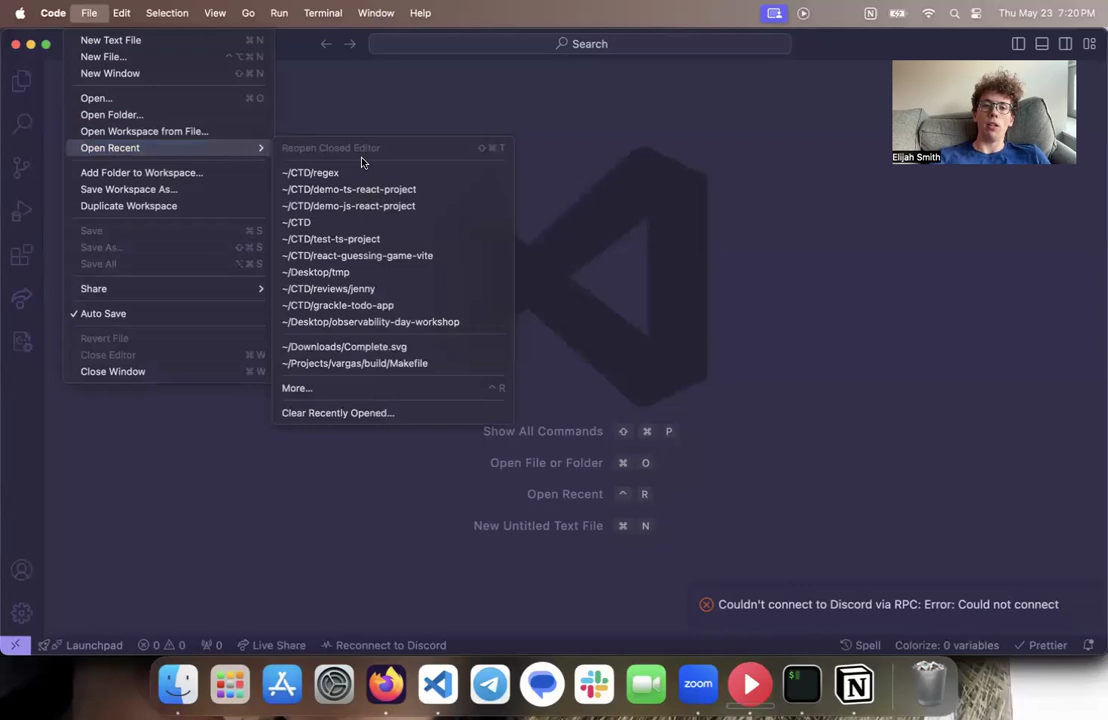 Code File Edit Selection View Go Run Terminal Window Help Thu May 23 7:20 PM
Search
New Text File ⌘ N
New File... ^ ⌥ ⌘ N
New Window ⇧ ⌘ N
Open... ⌘ O
Open Folder...
Open Workspace from File...
Open Recent
Add Folder to Workspace...
Save Workspace As...
Duplicate Workspace
Save ⌘ S
Save As... ⇧ ⌘ S
Save All ⌥ ⌘ S
Share
✓ Auto Save
Revert File
Close Editor ⌘ W
Close Window ⇧ ⌘ W
Reopen Closed Editor ⇧ ⌘ T
~/CTD/regex
~/CTD/demo-ts-react-project
~/CTD/demo-js-react-project
~/CTD
~/CTD/test-ts-project
~/CTD/react-guessing-game-vite
~/Desktop/tmp
~/CTD/reviews/jenny
~/CTD/grackle-todo-app
~/Desktop/observability-day-workshop
~/Downloads/Complete.svg
~/Projects/vargas/build/Makefile
More... ^ R
Clear Recently Opened...
Elijah Smith
Show All Commands ⇧ ⌘ P
Open File or Folder ⌘ O
Open Recent ^ R
New Untitled Text File ⌘ N
Couldn't connect to Discord via RPC: Error: Could not connect
Launchpad 0 0 0 Live Share Reconnect to Discord Spell Colorize: 0 variables Prettier
zoom